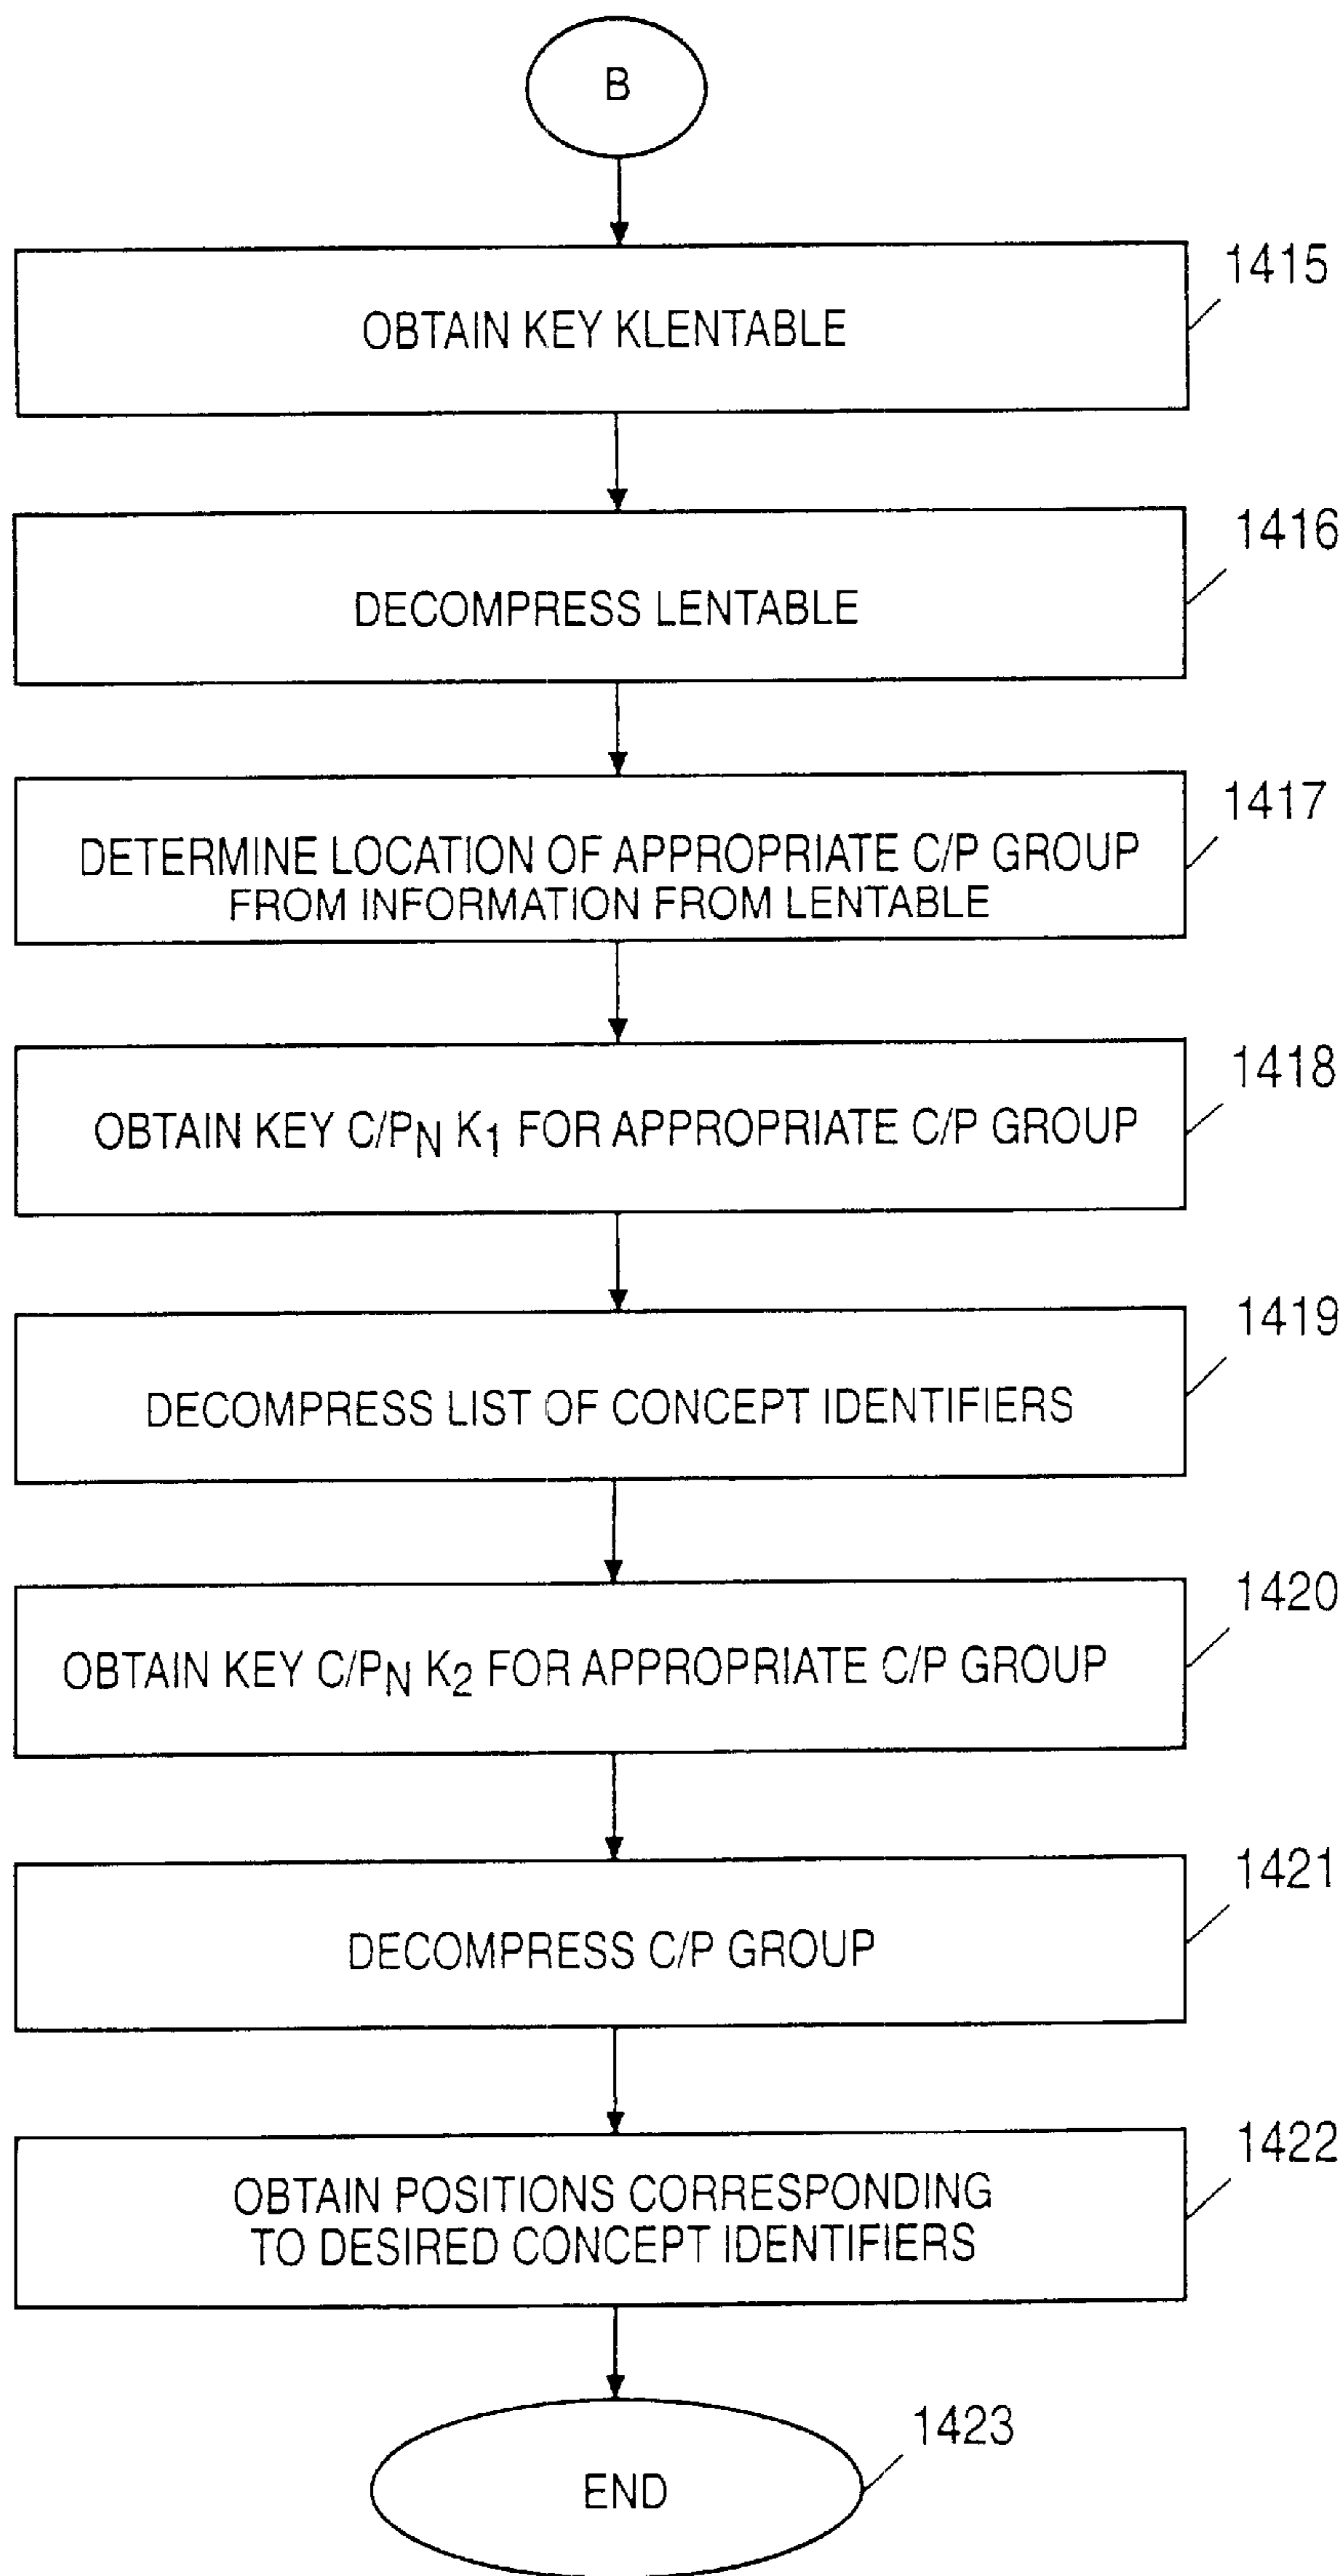 B
1415
OBTAIN KEY KLENTABLE
1416
DECOMPRESS LENTABLE
1417
DETERMINE LOCATION OF APPROPRIATE C/P GROUP
FROM INFORMATION FROM LENTABLE
1418
OBTAIN KEY C/PN K1 FOR APPROPRIATE C/P GROUP
1419
DECOMPRESS LIST OF CONCEPT IDENTIFIERS
1420
OBTAIN KEY C/PN K2 FOR APPROPRIATE C/P GROUP
1421
DECOMPRESS C/P GROUP
1422
OBTAIN POSITIONS CORRESPONDING
TO DESIRED CONCEPT IDENTIFIERS
1423
END